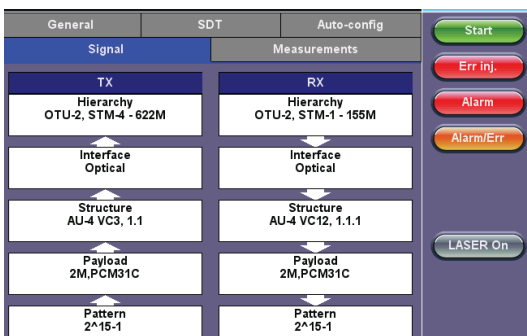 General
SDT
Auto-config
Signal
Measurements
TX
Hierarchy
OTU-2, STM-4 - 622M
Interface
Optical
Structure
AU-4 VC3, 1.1
Payload
2M,PCM31C
Pattern
2^15-1
RX
Hierarchy
OTU-2, STM-1 - 155M
Interface
Optical
Structure
AU-4 VC12, 1.1.1
Payload
2M,PCM31C
Pattern
2^15-1
Start
Err inj.
Alarm
Alarm/Err
LASER On